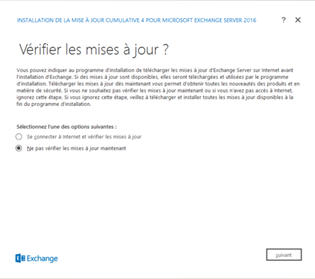 INSTALLATION DE LA MISE À JOUR CUMULATIVE 4 POUR MICROSOFT EXCHANGE SERVER 2016 ? ×
Vérifier les mises à jour ?
Vous pouvez indiquer au programme d'installation de télécharger les mises à jour d'Exchange Server sur Internet avant
l'installation d'Exchange. Si des mises à jour sont disponibles, elles seront téléchargées et utilisées par le programme
d'installation. Télécharger des mises à jour maintenant vous permet d'obtenir toutes les nouveautés des produits et en
matière de sécurité. Si vous ne souhaitez pas vérifier les mises à jour maintenant ou si vous n'avez pas accès à Internet,
ignorez cette étape. Si vous ignorez cette étape, veillez à télécharger et installer toutes les mises à jour disponibles à la
fin du programme d'installation.
Sélectionnez l'une des options suivantes :
Se connecter à Internet et vérifier les mises à jour
Ne pas vérifier les mises à jour maintenant
Exchange
suivant